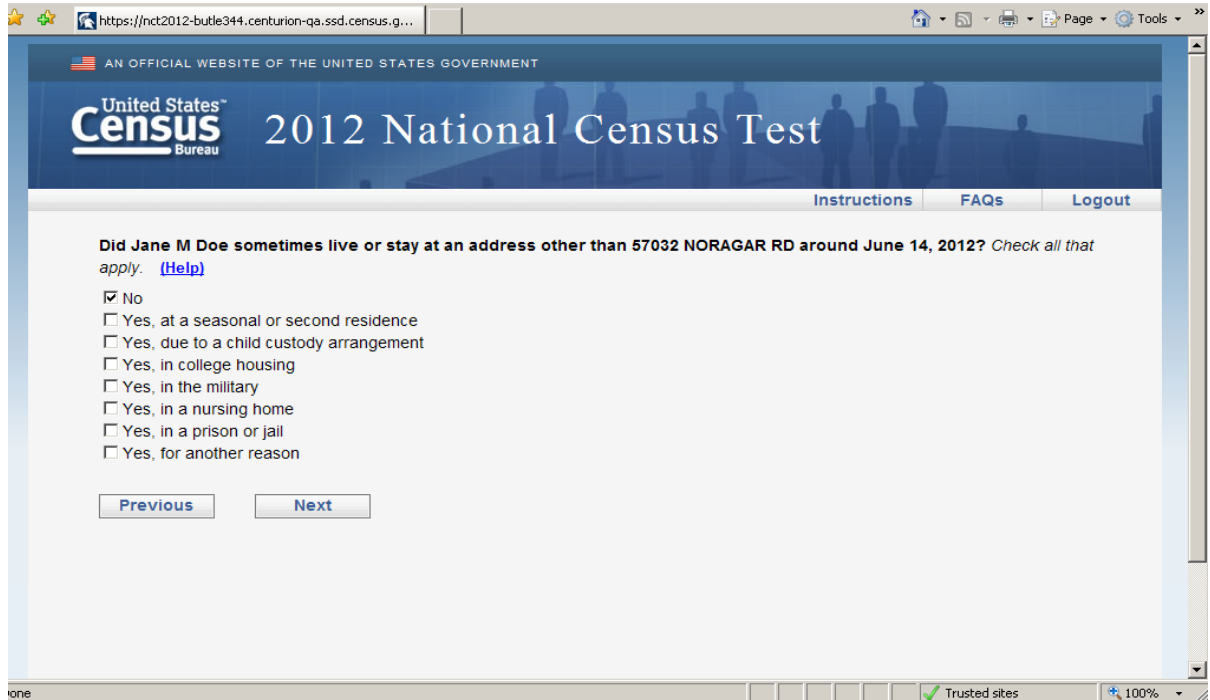 https://nct2012-butle344.centurion-qa.ssd.census.g...
Page
Tools
»
AN OFFICIAL WEBSITE OF THE UNITED STATES GOVERNMENT
United States™
Census
Bureau
2012 National Census Test
Instructions FAQs Logout
Did Jane M Doe sometimes live or stay at an address other than 57032 NORAGAR RD around June 14, 2012? Check all that
apply. (Help)
No
Yes, at a seasonal or second residence
Yes, due to a child custody arrangement
Yes, in college housing
Yes, in the military
Yes, in a nursing home
Yes, in a prison or jail
Yes, for another reason
Previous Next
one Trusted sites 100%